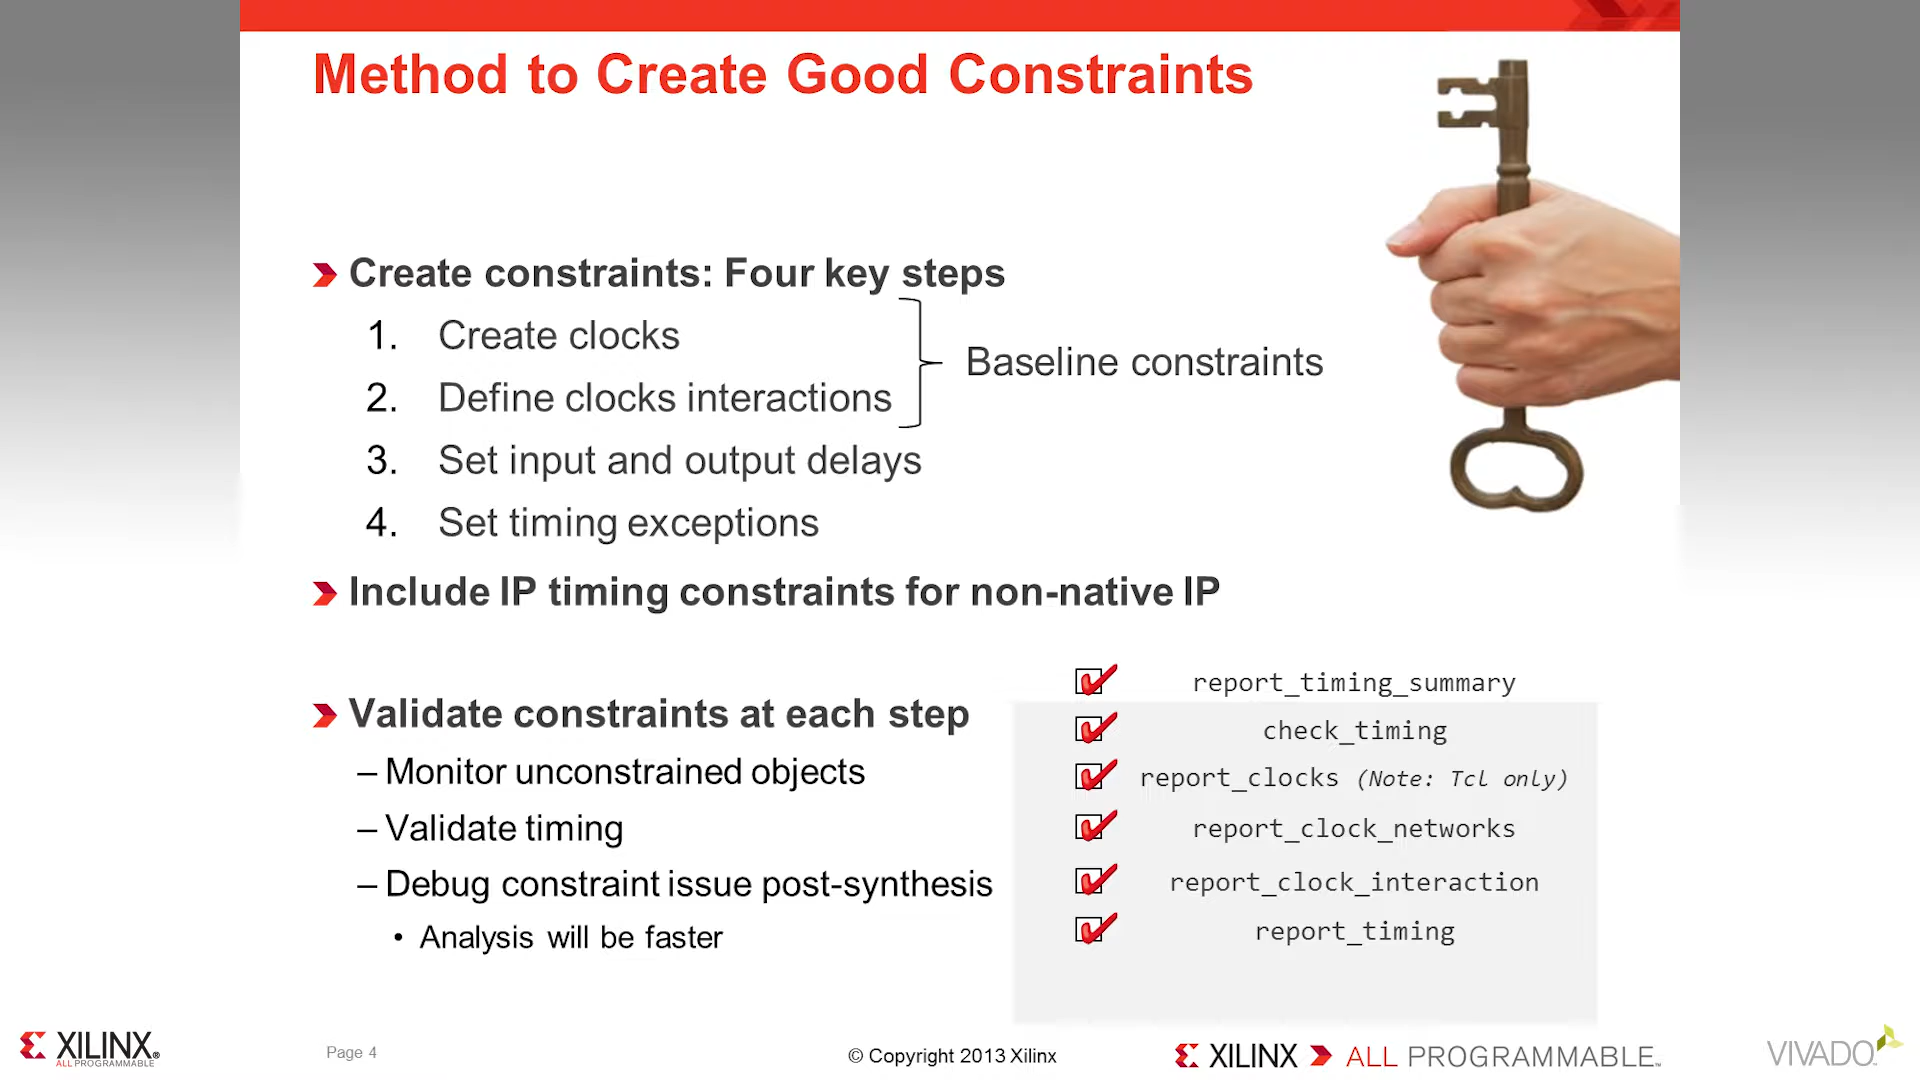 Method to Create Good Constraints
Create constraints: Four key steps
1. Create clocks
2. Define clocks interactions
Baseline constraints
3. Set input and output delays
4. Set timing exceptions
Include IP timing constraints for non-native IP
Validate constraints at each step
– Monitor unconstrained objects
– Validate timing
– Debug constraint issue post-synthesis
• Analysis will be faster
report_timing_summary
check_timing
report_clocks (Note: Tcl only)
report_clock_networks
report_clock_interaction
report_timing
XILINX®
ALL PROGRAMMABLE™
Page 4
© Copyright 2013 Xilinx
XILINX ALL PROGRAMMABLE™
VIVADO™